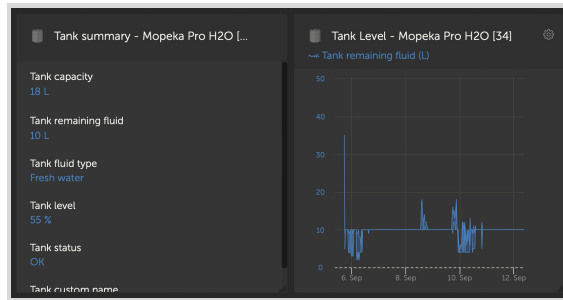 Tank summary - Mopeka Pro H2O [...
Tank capacity
18 L
Tank remaining fluid
10 L
Tank fluid type
Fresh water
Tank level
55 %
Tank status
OK
Tank custom name
Tank Level - Mopeka Pro H2O [34]
Tank remaining fluid (L)
50
40
30
20
10
0
6. Sep
8. Sep
10. Sep
12. Sep